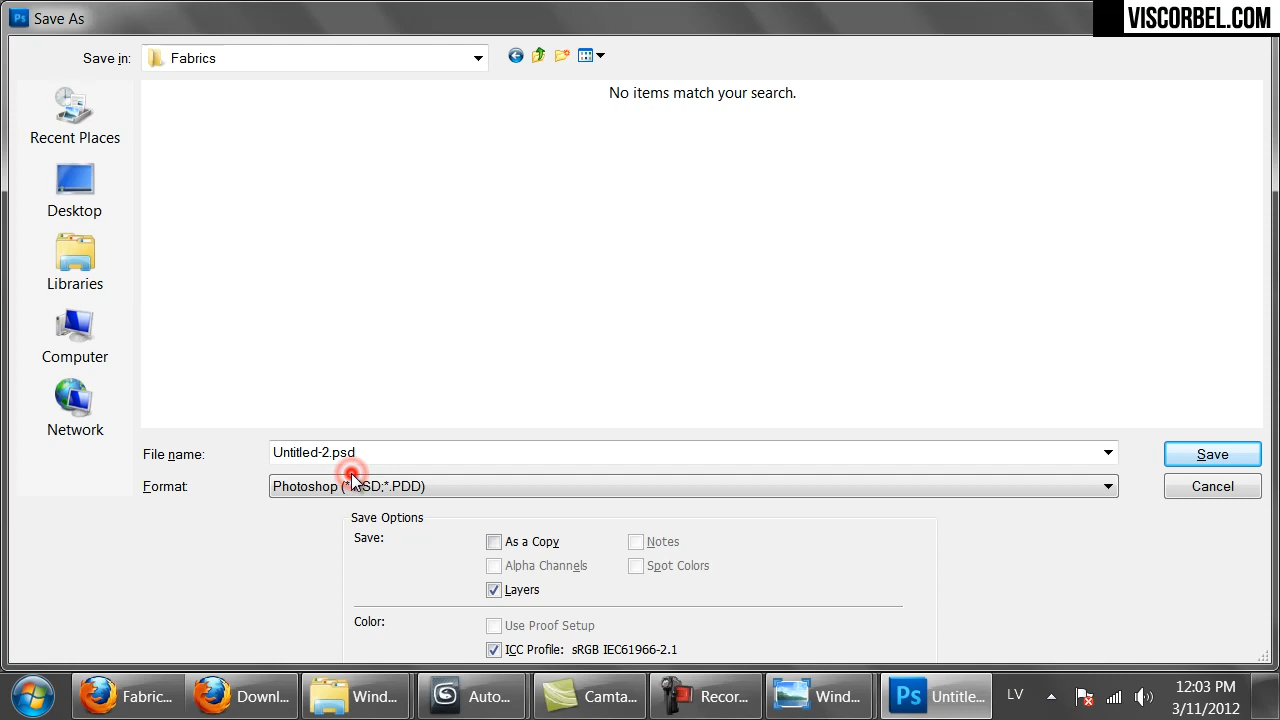 Ps Save As
VISCORBEL.COM
Save in: Fabrics
No items match your search.
Recent Places
Desktop
Libraries
Computer
Network
File name: Untitled-2.psd Save
Format: Photoshop (*.PSD;*.PDD) Cancel
Save Options
Save: As a Copy Notes
Alpha Channels Spot Colors
Layers
Color: Use Proof Setup
ICC Profile: sRGB IEC61966-2.1
Fabric... Downl... Wind... Auto... Camta... Recor... Wind... Ps Untitle... LV 12:03 PM
3/11/2012